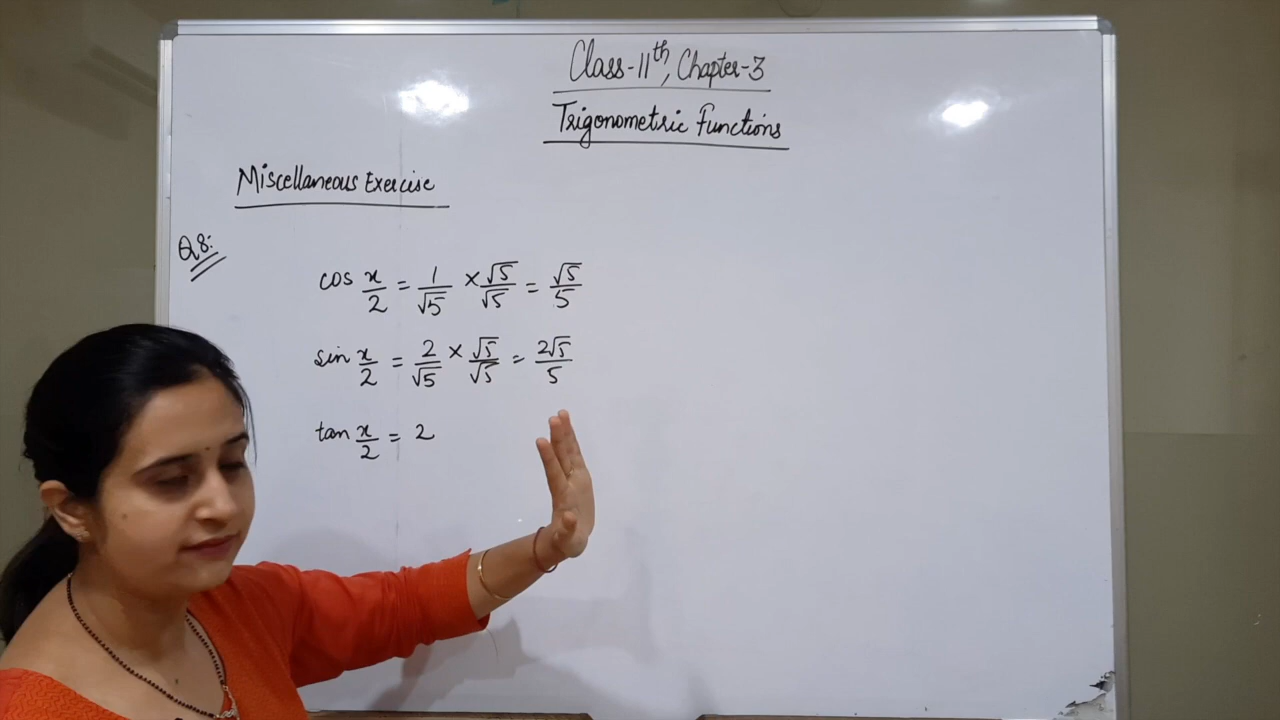 Class-11th, Chapter-3
Trigonometric Functions
Miscellaneous Exercise
Q8:
cos x/2 = 1/√5 × √5/√5 = √5/5
sin x/2 = 2/√5 × √5/√5 = 2√5/5
tan x/2 = 2